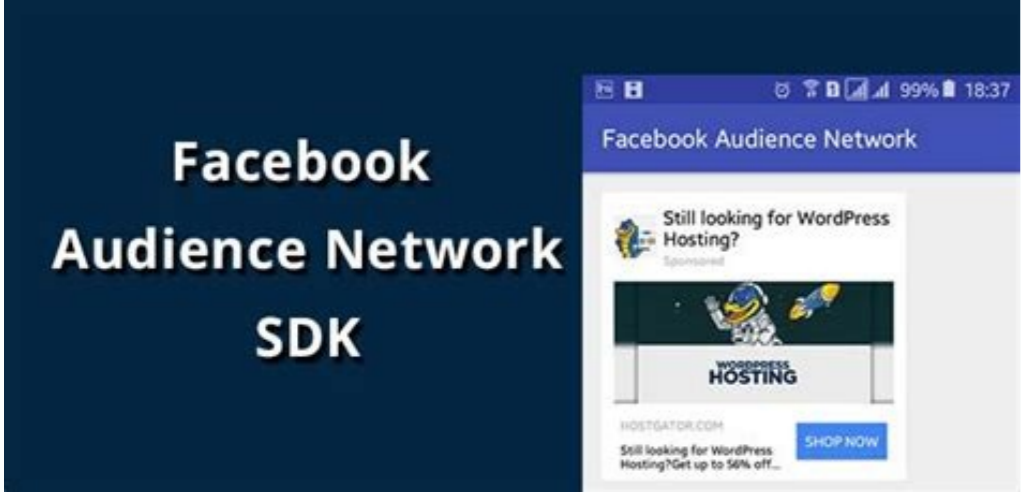 Facebook
Audience Network
SDK
99% 18:37
Facebook Audience Network
Still looking for WordPress
Hosting?
Sponsored
WORDPRESS
HOSTING
HOSTGATOR.COM
Still looking for WordPress
Hosting?Get up to 56% off...
SHOP NOW